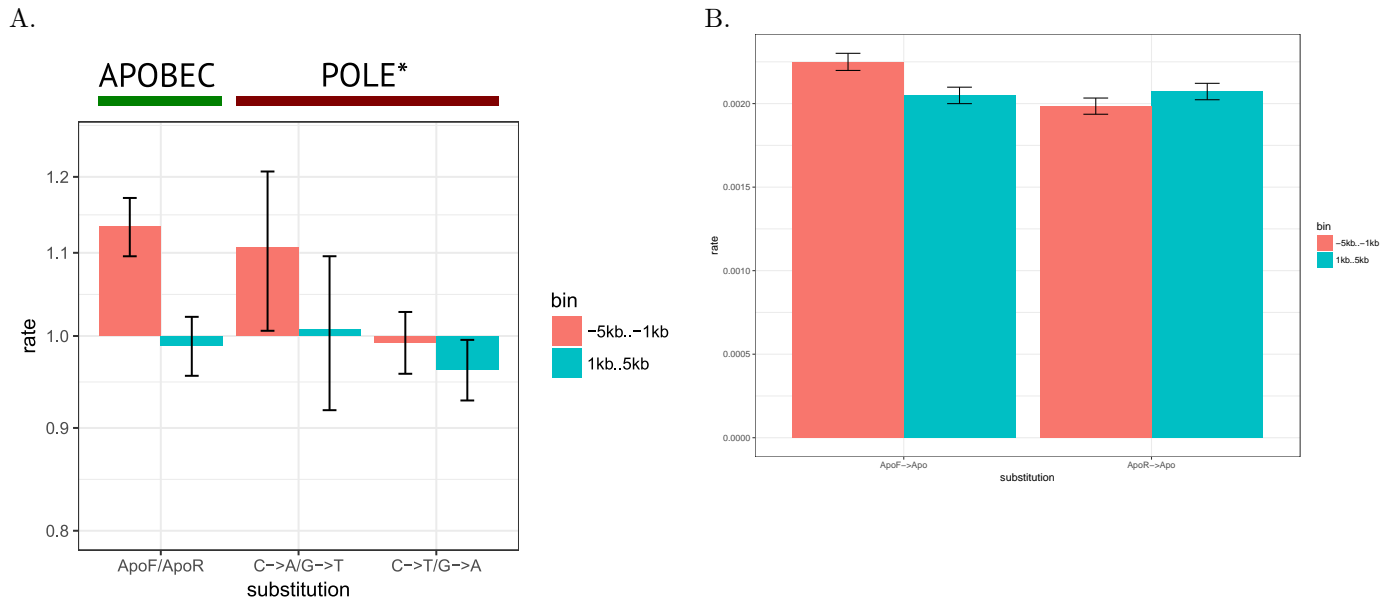 A.
APOBEC POLE*
1.2
1.1
1.0
0.9
0.8
rate
ApoF/ApoR C−>A/G−>T C−>T/G−>A
substitution
bin
−5kb..−1kb
1kb..5kb
B.
0.0020
0.0015
0.0010
0.0005
0.0000
rate
ApoF−>Apo ApoR−>Apo
substitution
bin
−5kb..−1kb
1kb..5kb